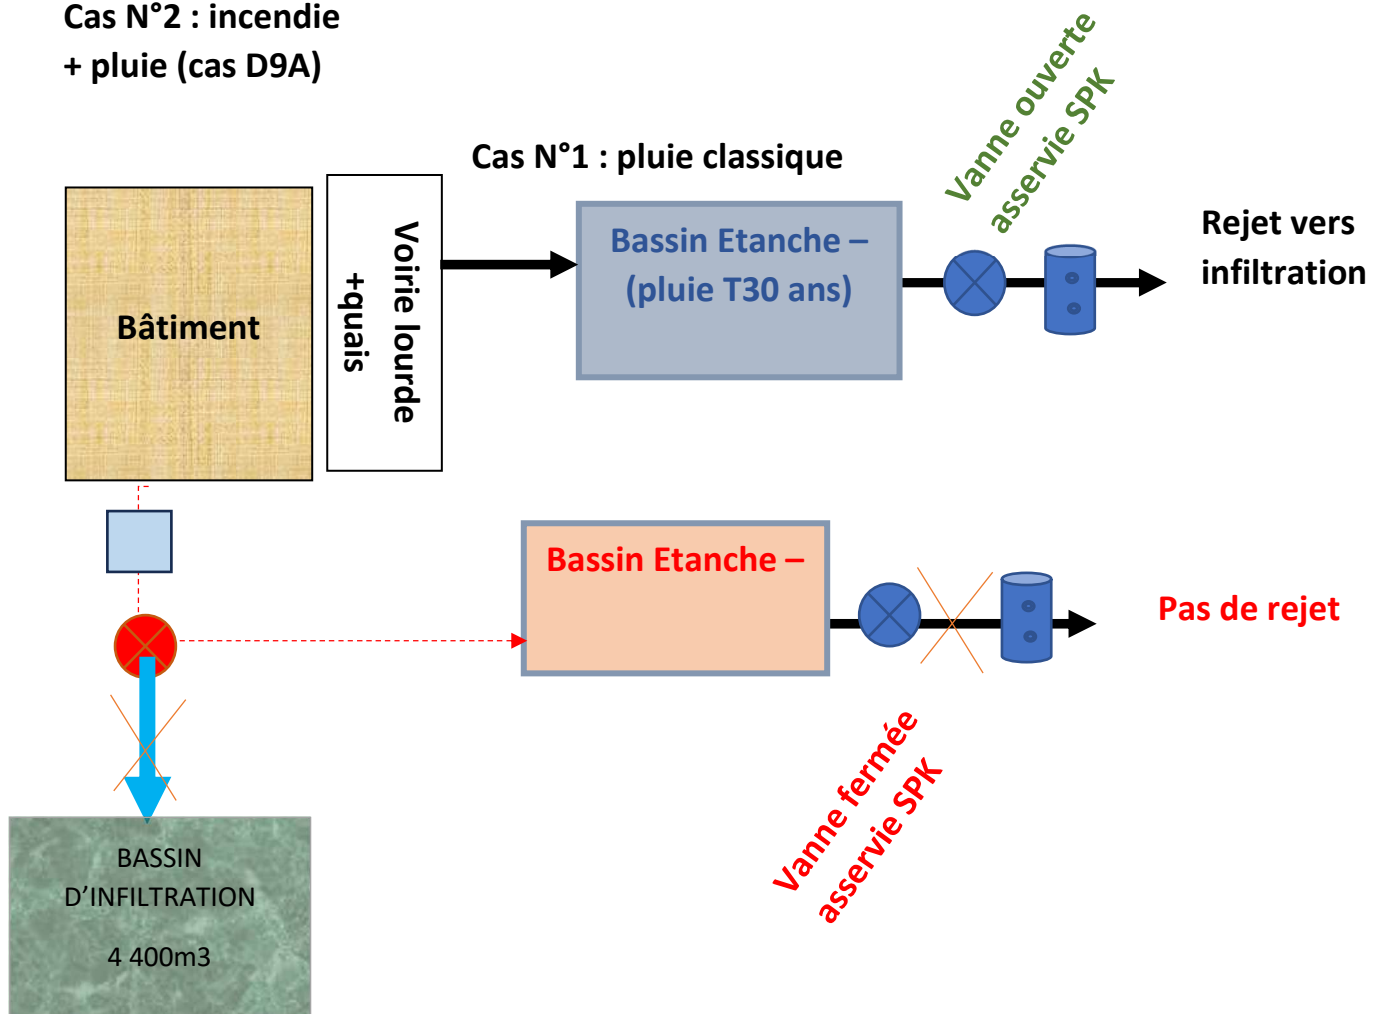 Cas N°2 : incendie
+ pluie (cas D9A)
Cas N°1 : pluie classique
Vanne ouverte
asservie SPK
Bâtiment
Voirie lourde
+quais
Bassin Etanche –
(pluie T30 ans)
Rejet vers
infiltration
Bassin Etanche –
Pas de rejet
Vanne fermée
asservie SPK
BASSIN
D’INFILTRATION
4 400m3